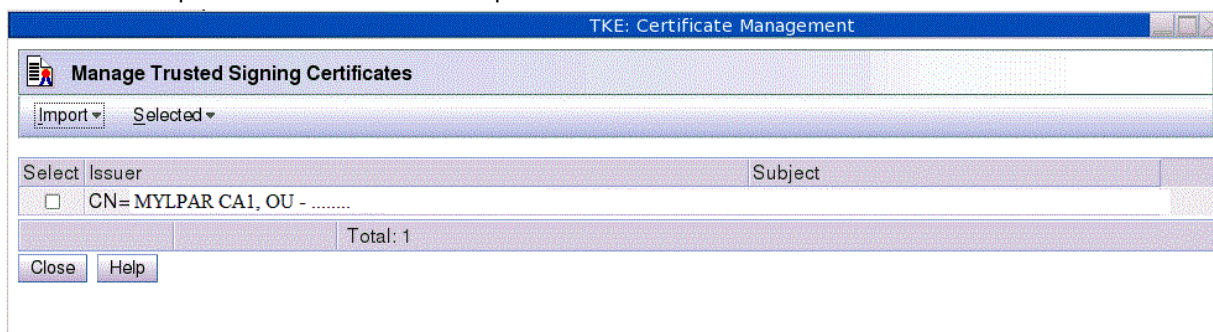 TKE: Certificate Management
Manage Trusted Signing Certificates
Import Selected
Select Issuer Subject
CN= MYLPAR CA1, OU - ........
Total: 1
Close Help